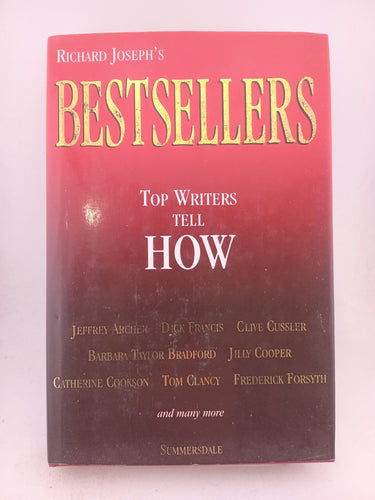 RICHARD JOSEPH'S
BESTSELLERS
TOP WRITERS
TELL
HOW
JEFFREY ARCHER DICK FRANCIS CLIVE CUSSLER
BARBARA TAYLOR BRADFORD JILLY COOPER
CATHERINE COOKSON TOM CLANCY FREDERICK FORSYTH
and many more
SUMMERSDALE